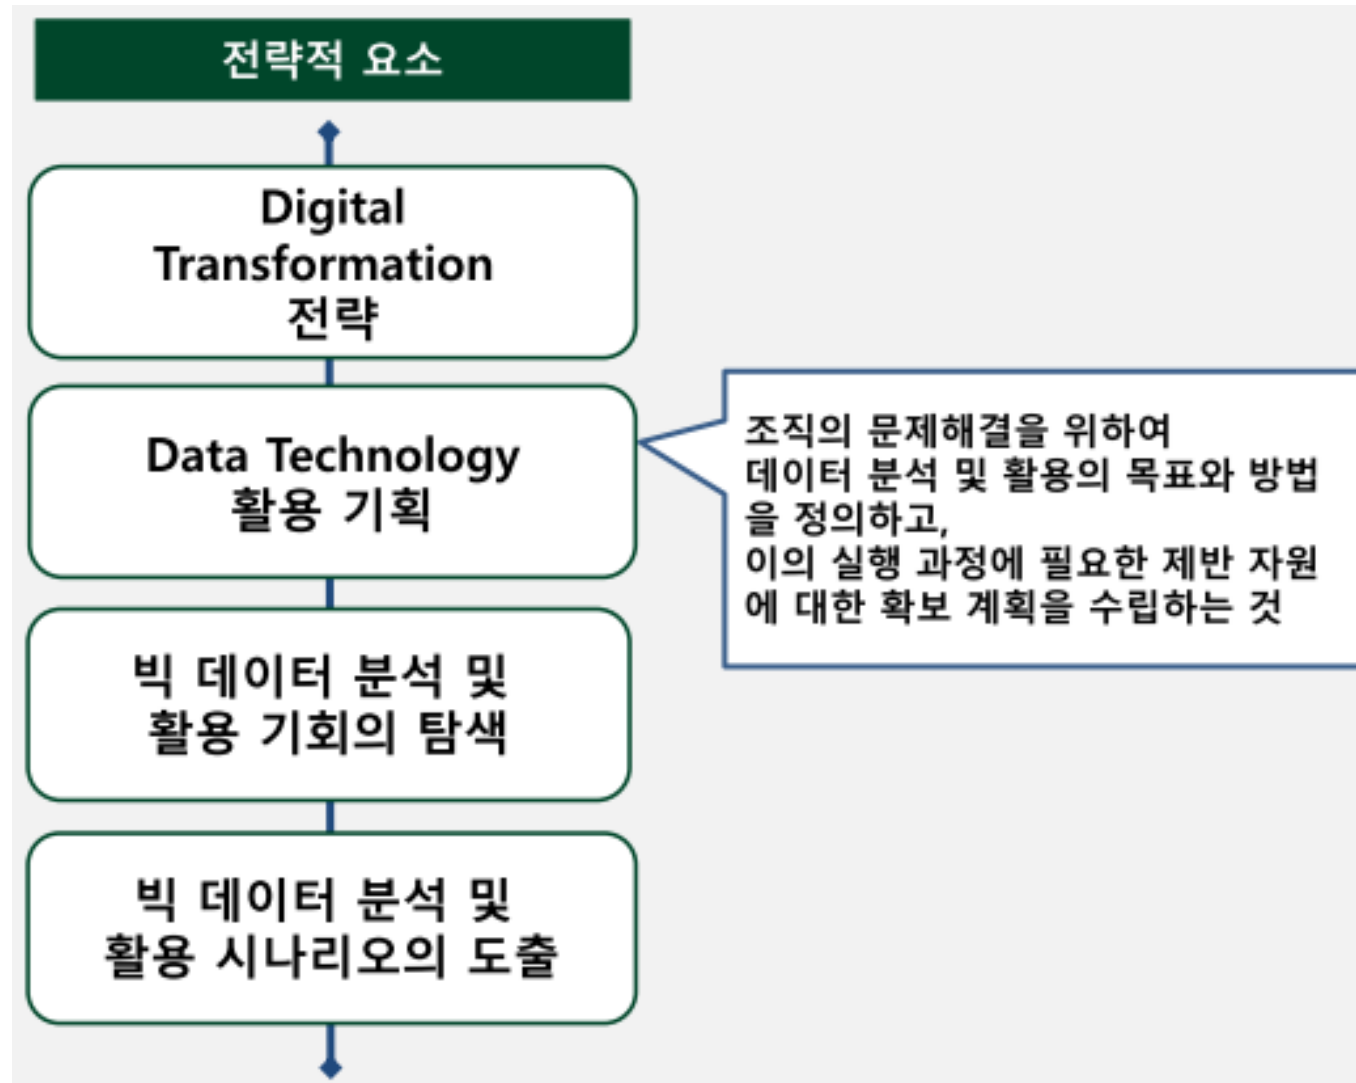 전략적 요소
Digital
Transformation
전략
Data Technology
활용 기획
조직의 문제해결을 위하여
데이터 분석 및 활용의 목표와 방법
을 정의하고,
이의 실행 과정에 필요한 제반 자원
에 대한 확보 계획을 수립하는 것
빅 데이터 분석 및
활용 기회의 탐색
빅 데이터 분석 및
활용 시나리오의 도출